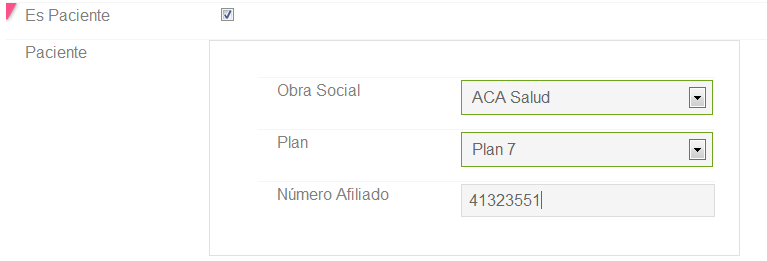 Es Paciente
Paciente
Obra Social ACA Salud
Plan Plan 7
Número Afiliado 41323551